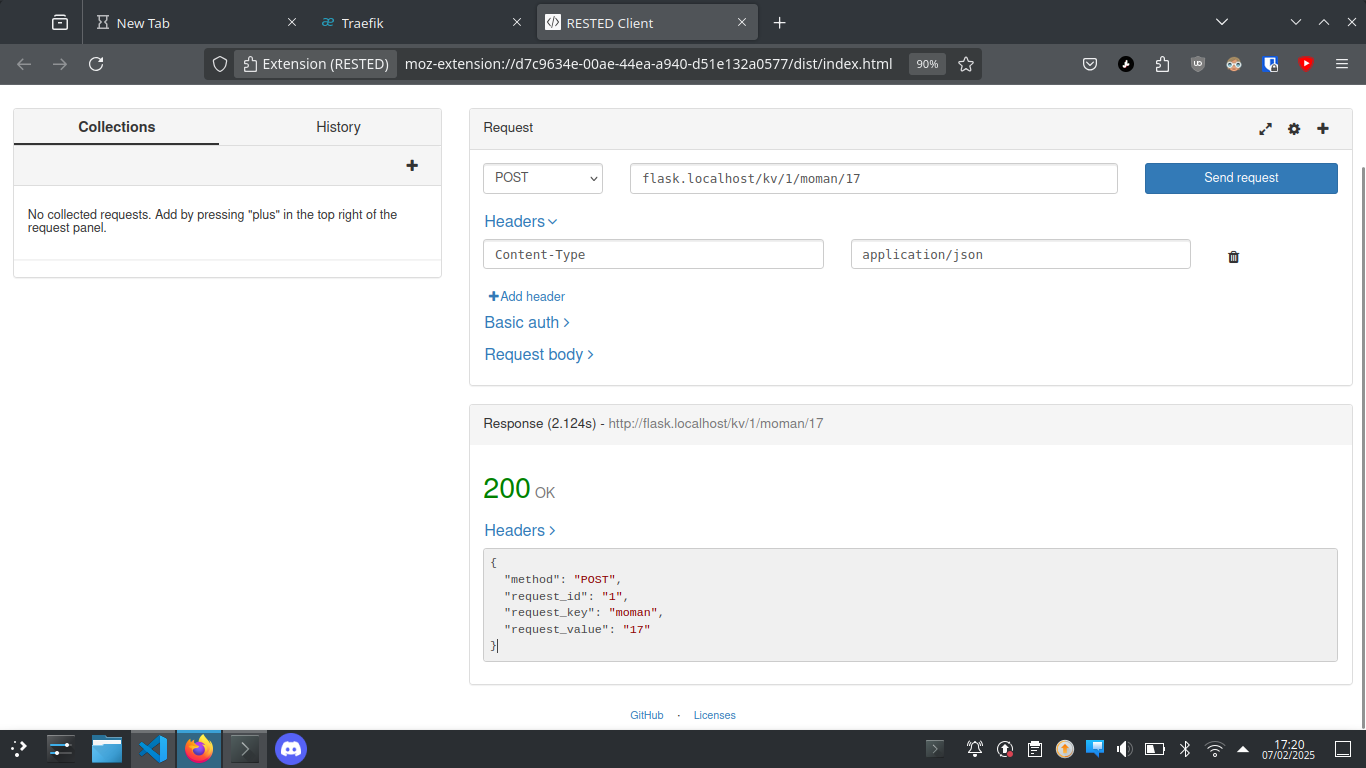 New Tab
Traefik
RESTED Client
Extension (RESTED)
moz-extension://d7c9634e-00ae-44ea-a940-d51e132a0577/dist/index.html
90%
Collections
History
No collected requests. Add by pressing "plus" in the top right of the
request panel.
Request
POST
flask.localhost/kv/1/moman/17
Send request
Headers
Content-Type
application/json
Add header
Basic auth
Request body
Response (2.124s) - http://flask.localhost/kv/1/moman/17
200 OK
Headers
{
"method": "POST",
"request_id": "1",
"request_key": "moman",
"request_value": "17"
}
GitHub · Licenses
17:20
07/02/2025